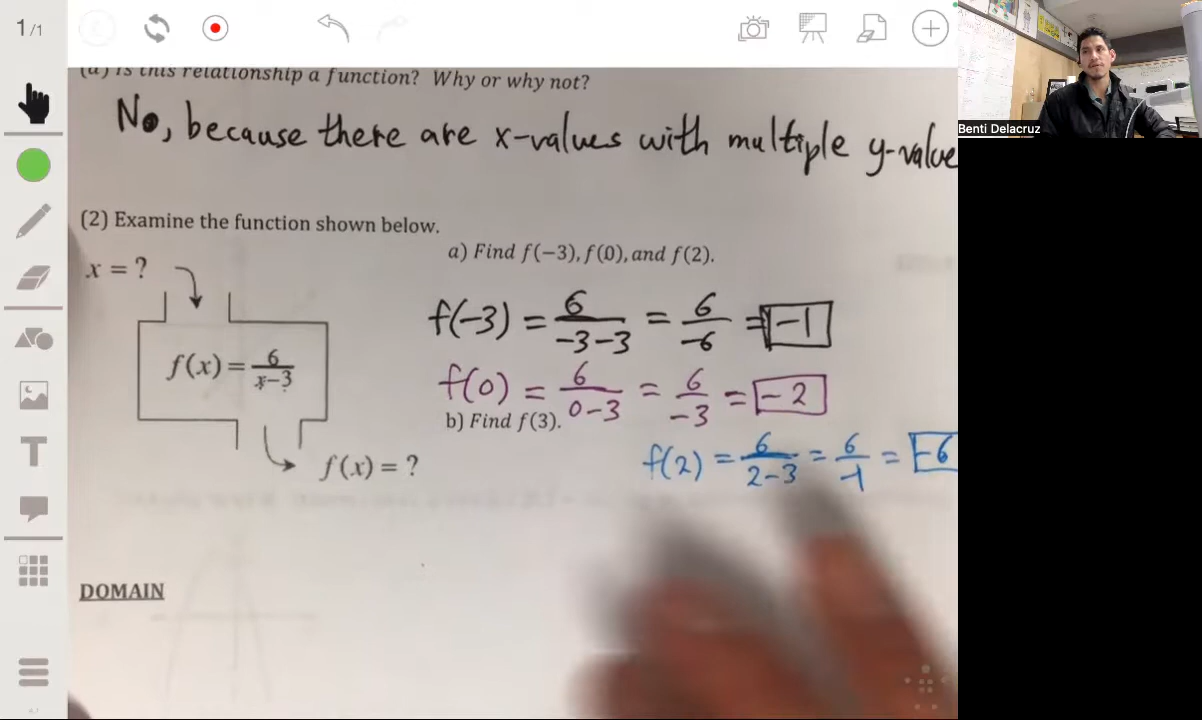 1/1
Benti Delacruz
(a) Is this relationship a function? Why or why not?
No, because there are x-values with multiple y-value
(2) Examine the function shown below.
a) Find f(−3), f(0), and f(2).
x = ?
f(-3) = 6/(-3-3) = 6/-6 = -1
f(x) = 6/(x−3)
f(0) = 6/(0-3) = 6/-3 = -2
b) Find f(3).
f(2) = 6/(2-3) = 6/-1 = -6
f(x) = ?
DOMAIN
T